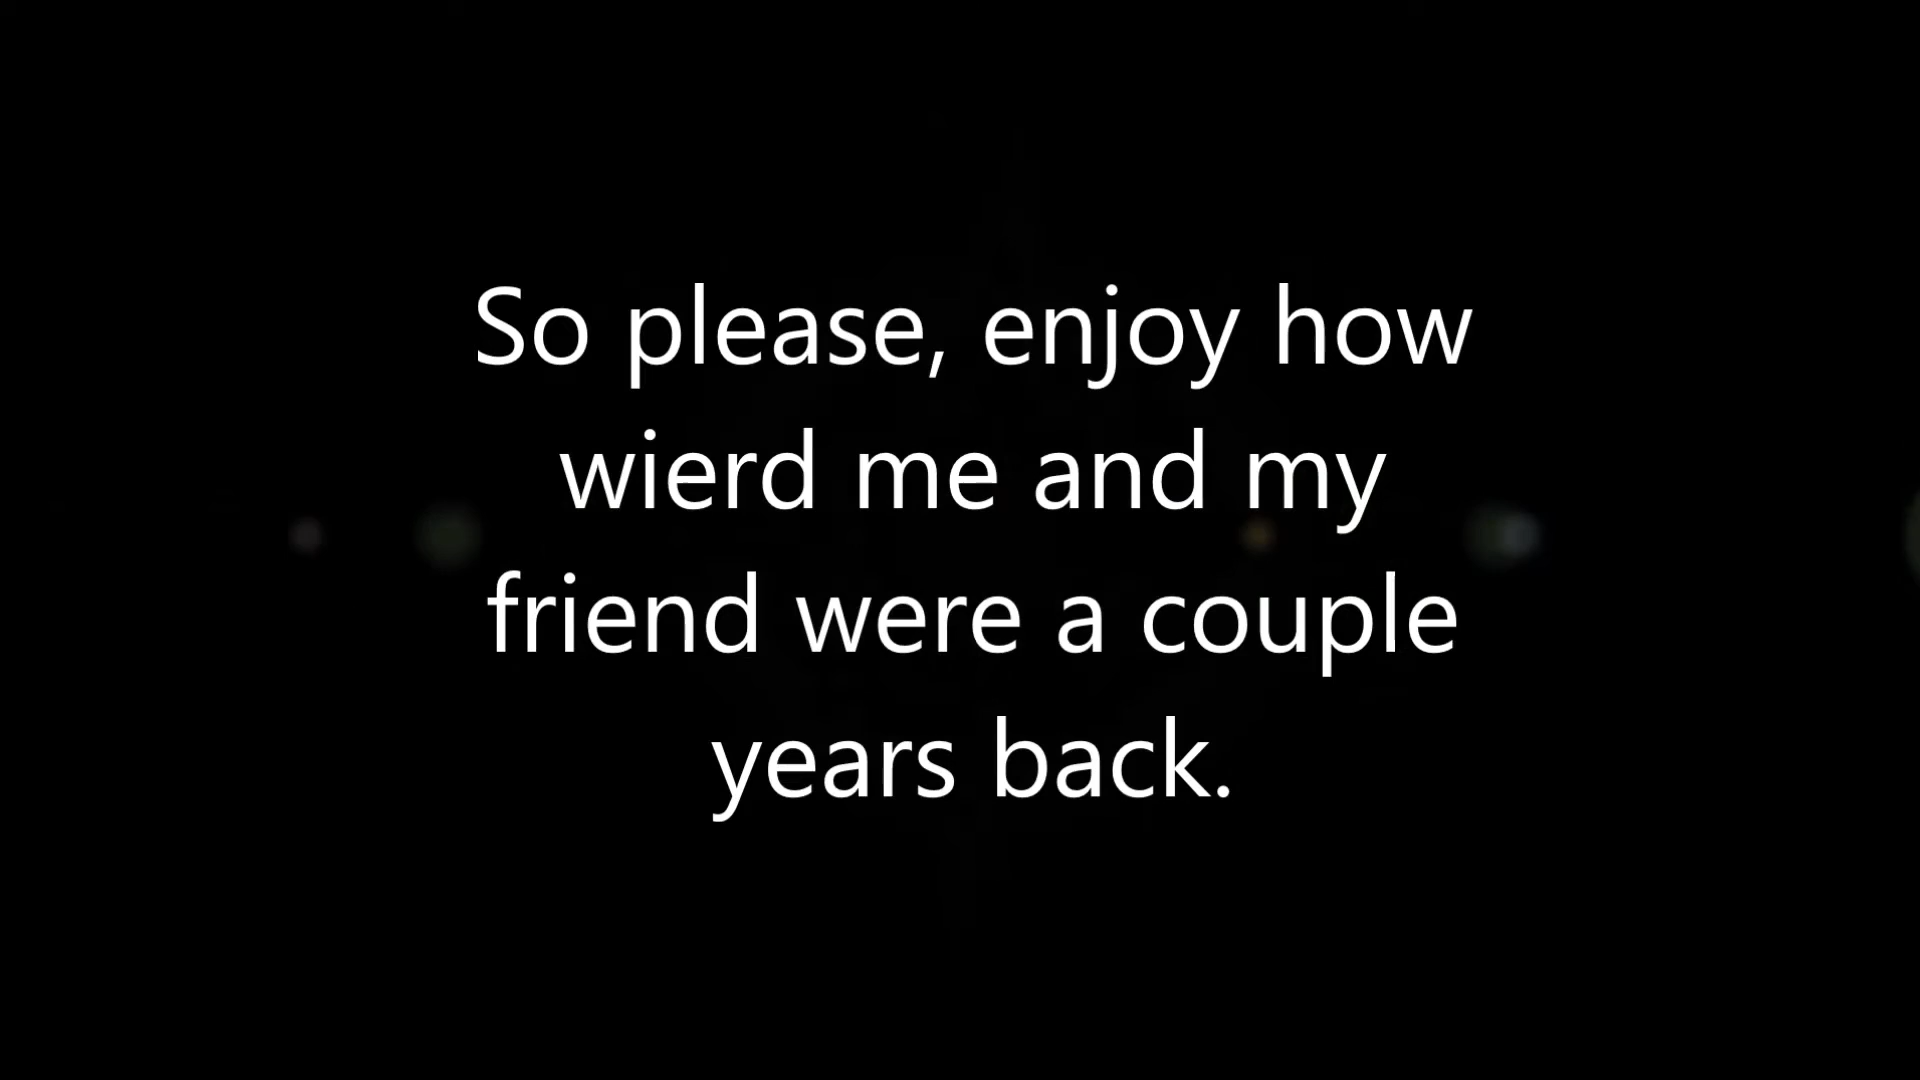 So please, enjoy how
wierd me and my
friend were a couple
years back.